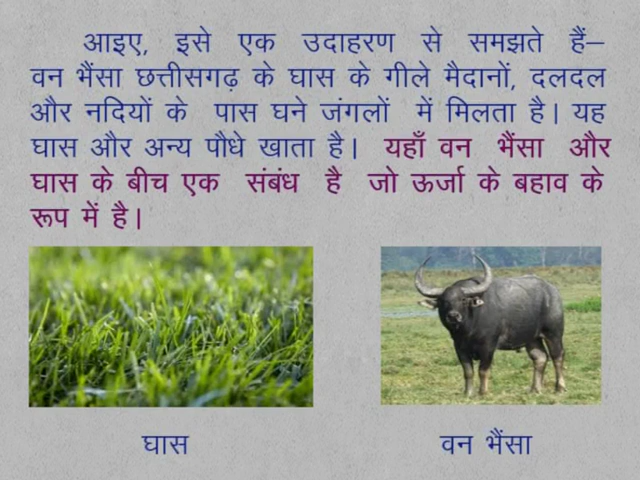 आइए, इसे एक उदाहरण से समझते हैं–
वन भैंसा छत्तीसगढ़ के घास के गीले मैदानों, दलदल
और नदियों के पास घने जंगलों में मिलता है। यह
घास और अन्य पौधे खाता है। यहाँ वन भैंसा और
घास के बीच एक संबंध है जो ऊर्जा के बहाव के
रूप में है।
घास
वन भैंसा